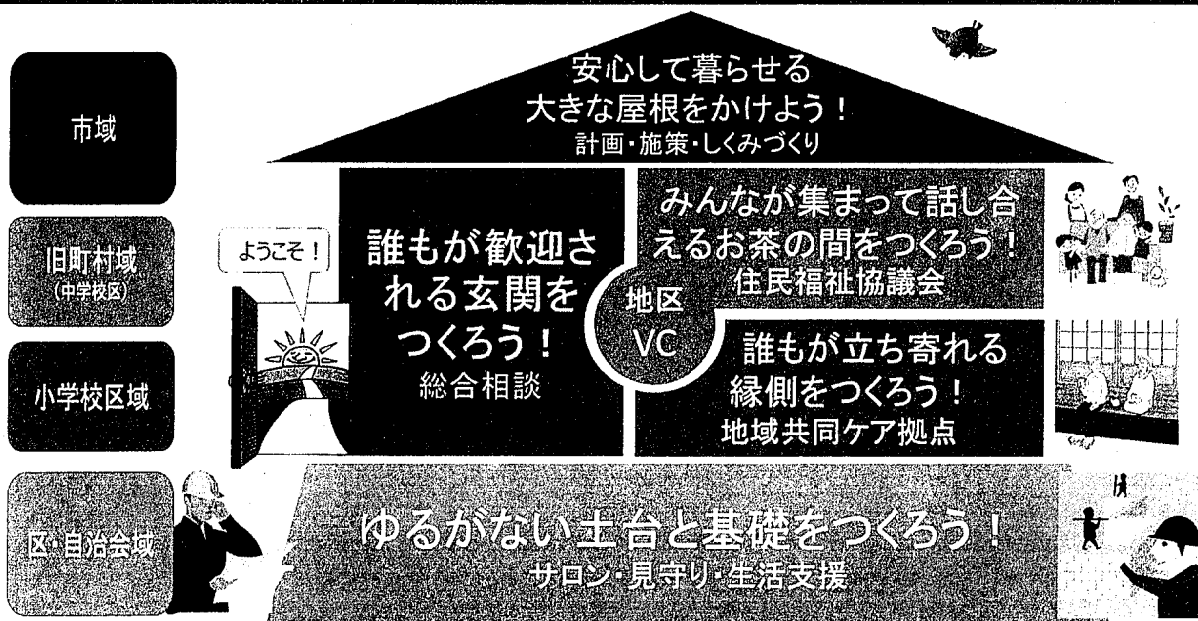 安心して暮らせる
大きな屋根をかけよう！
計画・施策・しくみづくり
市域
旧町村域
(中学校区)
小学校区域
区・自治会域
ようこそ！
誰もが歓迎さ
れる玄関を
つくろう！
総合相談
地区
VC
みんなが集まって話し合
えるお茶の間をつくろう！
住民福祉協議会
誰もが立ち寄れる
縁側をつくろう！
地域共同ケア拠点
ゆるがない土台と基礎をつくろう！
サロン・見守り・生活支援